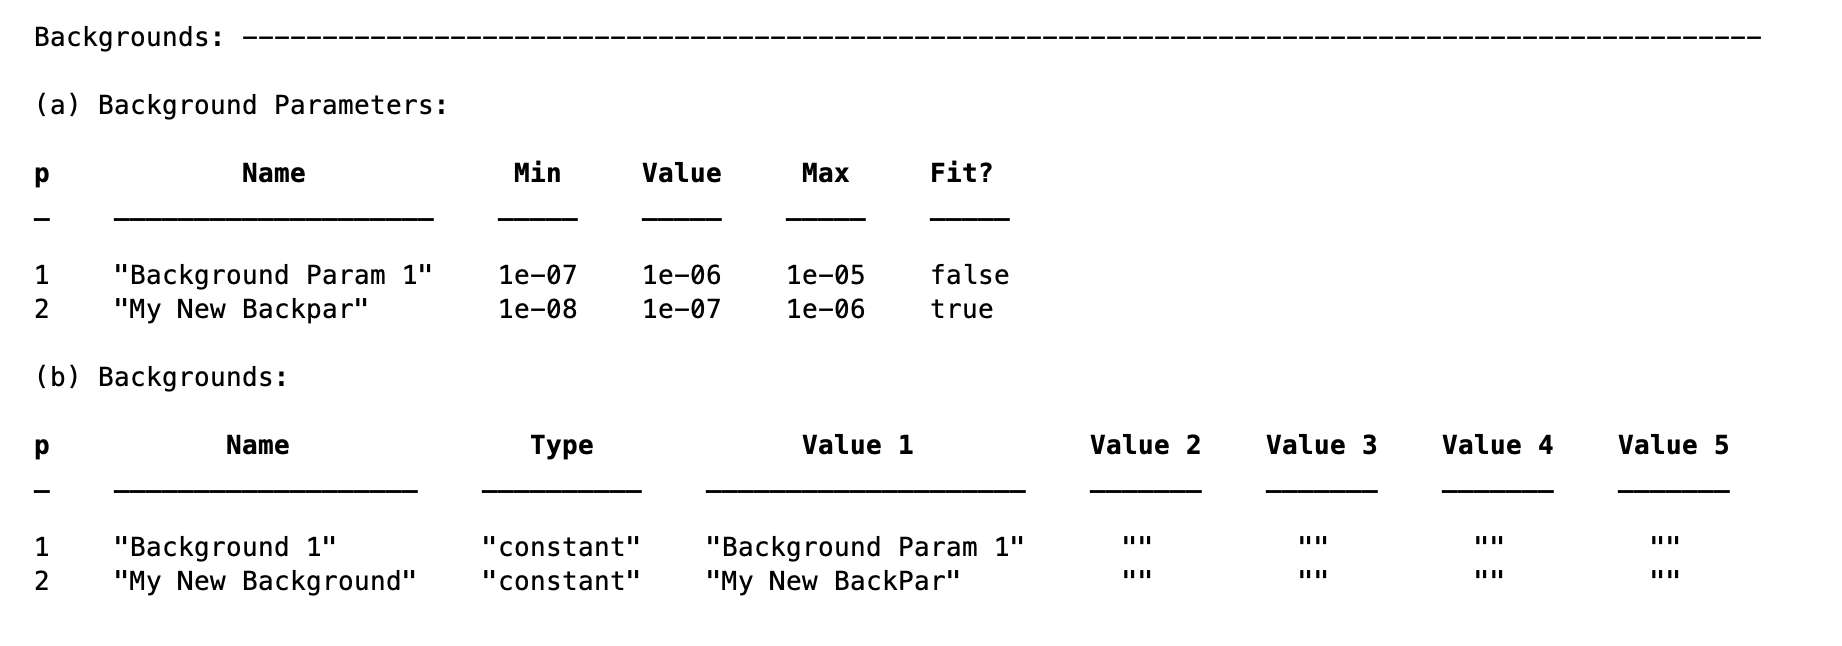 Backgrounds: -----------------------------------------------------------------------------------------------
(a) Background Parameters:
p Name Min Value Max Fit?
1 "Background Param 1" 1e-07 1e-06 1e-05 false
2 "My New Backpar" 1e-08 1e-07 1e-06 true
(b) Backgrounds:
p Name Type Value 1 Value 2 Value 3 Value 4 Value 5
1 "Background 1" "constant" "Background Param 1" "" "" "" ""
2 "My New Background" "constant" "My New BackPar" "" "" "" ""